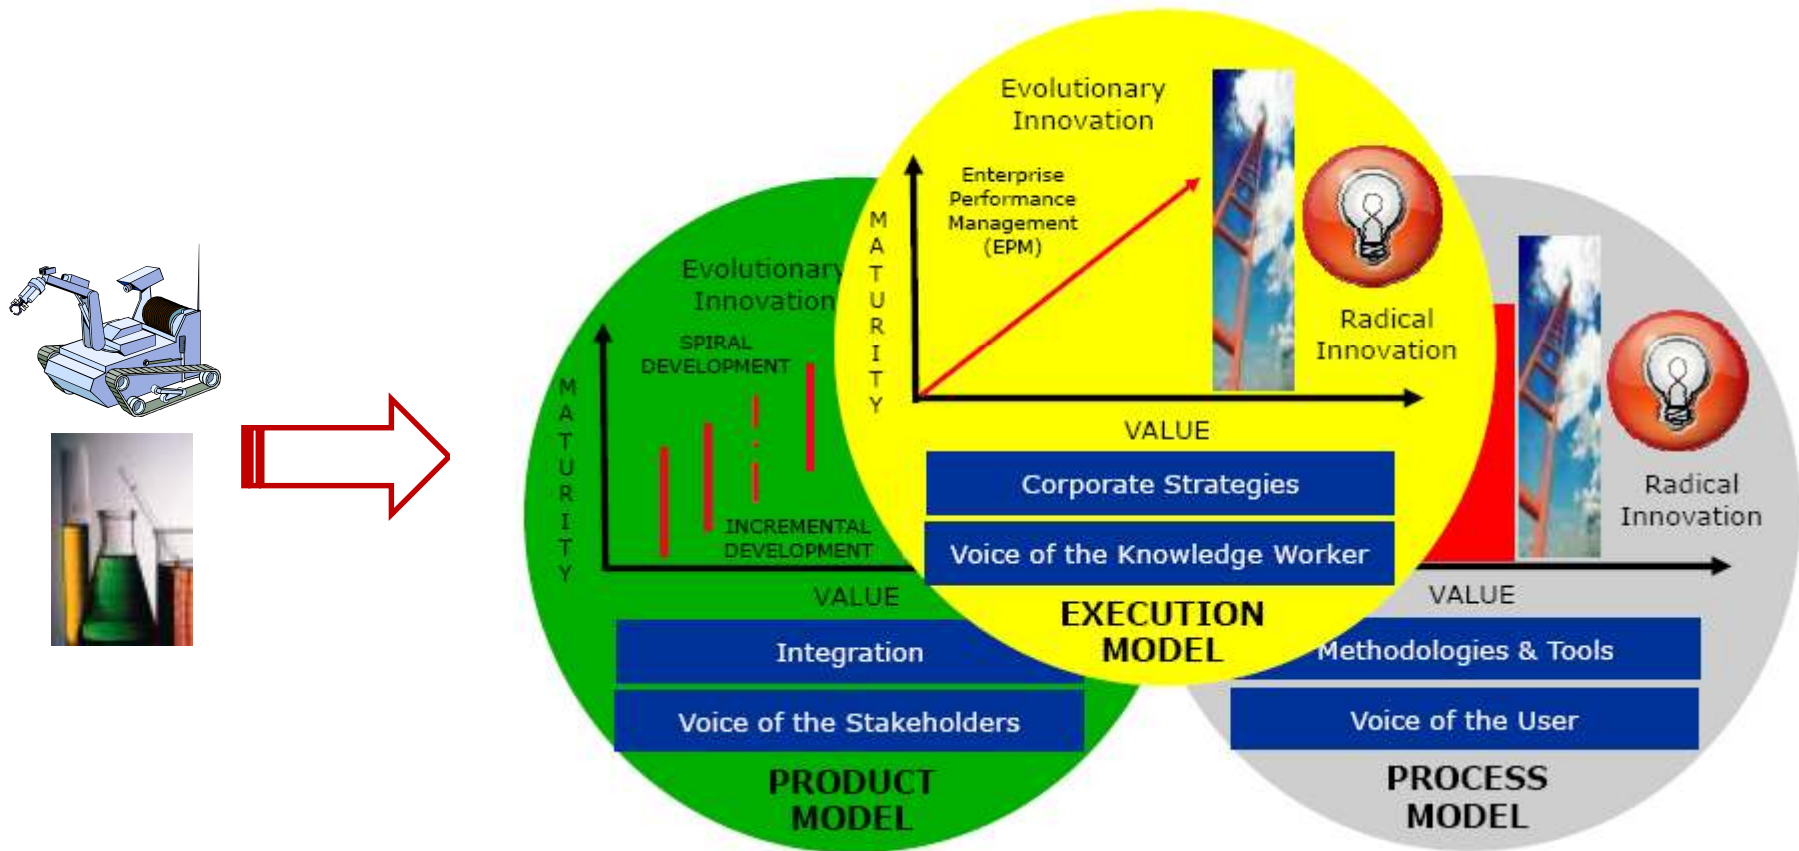 Evolutionary
Innovation
Enterprise
Performance
Management
(EPM)
MATURITY
VALUE
Radical
Innovation
Corporate Strategies
Voice of the Knowledge Worker
EXECUTION
MODEL
Evolutionary
Innovation
SPIRAL
DEVELOPMENT
MATURITY
INCREMENTAL
DEVELOPMENT
VALUE
Integration
Voice of the Stakeholders
PRODUCT
MODEL
Radical
Innovation
VALUE
Methodologies & Tools
Voice of the User
PROCESS
MODEL